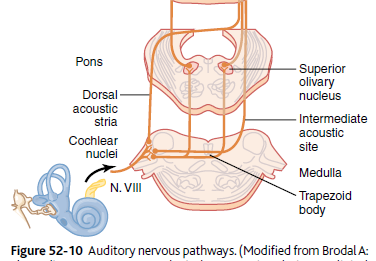 Pons
Dorsal
acoustic
stria
Cochlear
nuclei
N. VIII
Superior
olivary
nucleus
Intermediate
acoustic
site
Medulla
Trapezoid
body
Figure 52-10 Auditory nervous pathways. (Modified from Brodal A: